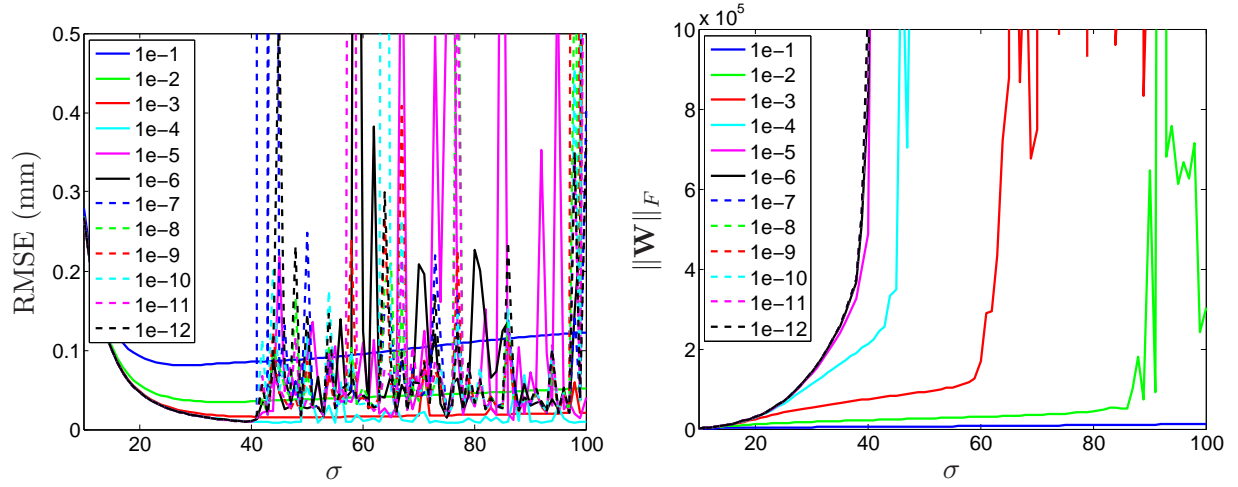 0.5
0.4
0.3
0.2
0.1
0
RMSE (mm)
1e−1
1e−2
1e−3
1e−4
1e−5
1e−6
1e−7
1e−8
1e−9
1e−10
1e−11
1e−12
20 40 60 80 100
σ
x 10^5
10
8
6
4
2
0
||W||_F
1e−1
1e−2
1e−3
1e−4
1e−5
1e−6
1e−7
1e−8
1e−9
1e−10
1e−11
1e−12
20 40 60 80 100
σ